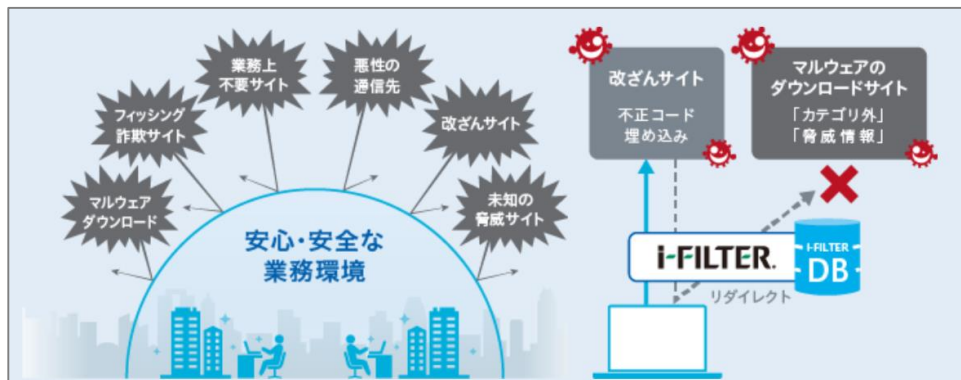 業務上
不要サイト
悪性の
通信先
フィッシング
詐欺サイト
改ざんサイト
マルウェア
ダウンロード
未知の
脅威サイト
安心・安全な
業務環境
改ざんサイト
不正コード
埋め込み
マルウェアの
ダウンロードサイト
「カテゴリ外」
「脅威情報」
i-FILTER®
I-FILTER
DB
リダイレクト